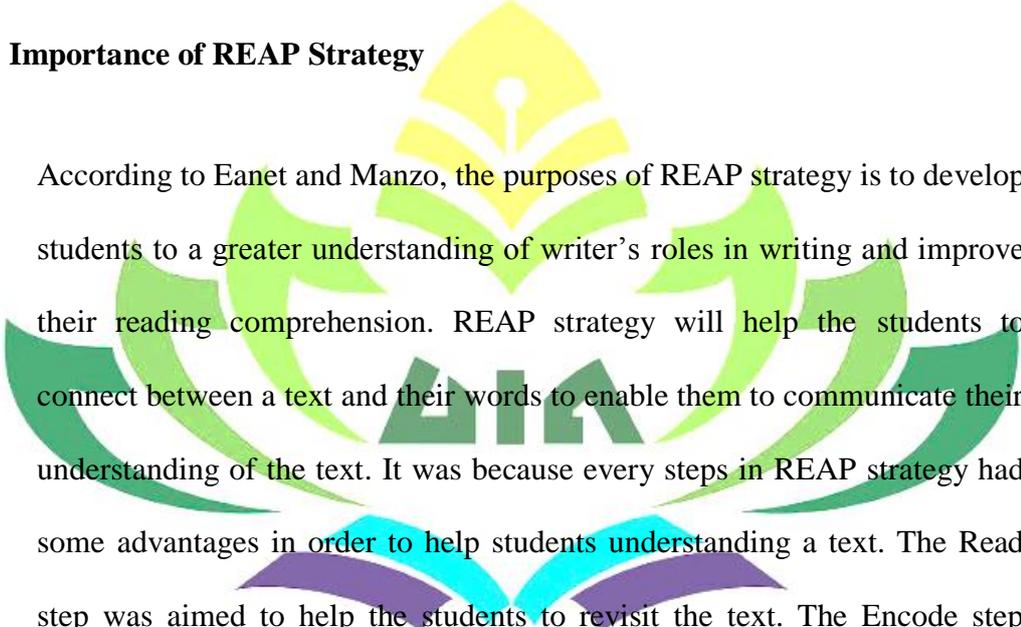 Importance of REAP Strategy
According to Eanet and Manzo, the purposes of REAP strategy is to develop
students to a greater understanding of writer’s roles in writing and improve
their reading comprehension. REAP strategy will help the students to
connect between a text and their words to enable them to communicate their
understanding of the text. It was because every steps in REAP strategy had
some advantages in order to help students understanding a text. The Read
step was aimed to help the students to revisit the text. The Encode step